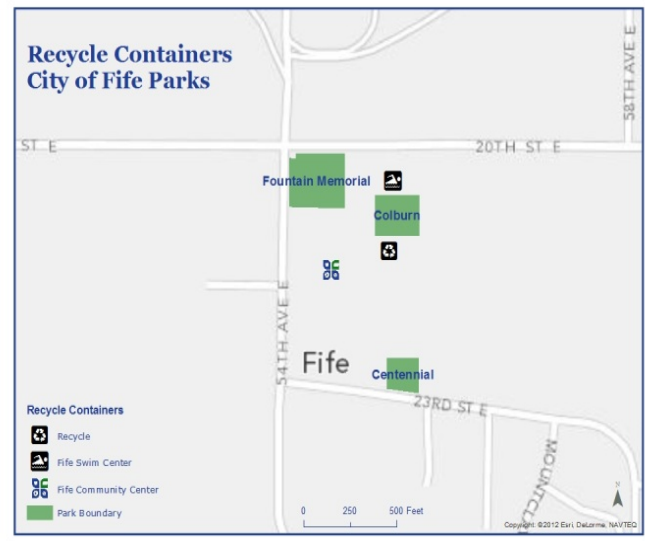 Recycle Containers
City of Fife Parks
58TH AVE E
ST E
20TH ST E
Fountain Memorial
Colburn
54TH AVE E
Fife
Centennial
23RD ST E
MOUNTCL
Recycle Containers
Recycle
Fife Swim Center
Fife Community Center
Park Boundary
0 250 500 Feet
N
Copyright: ©2012 Esri, DeLorme, NAVTEQ